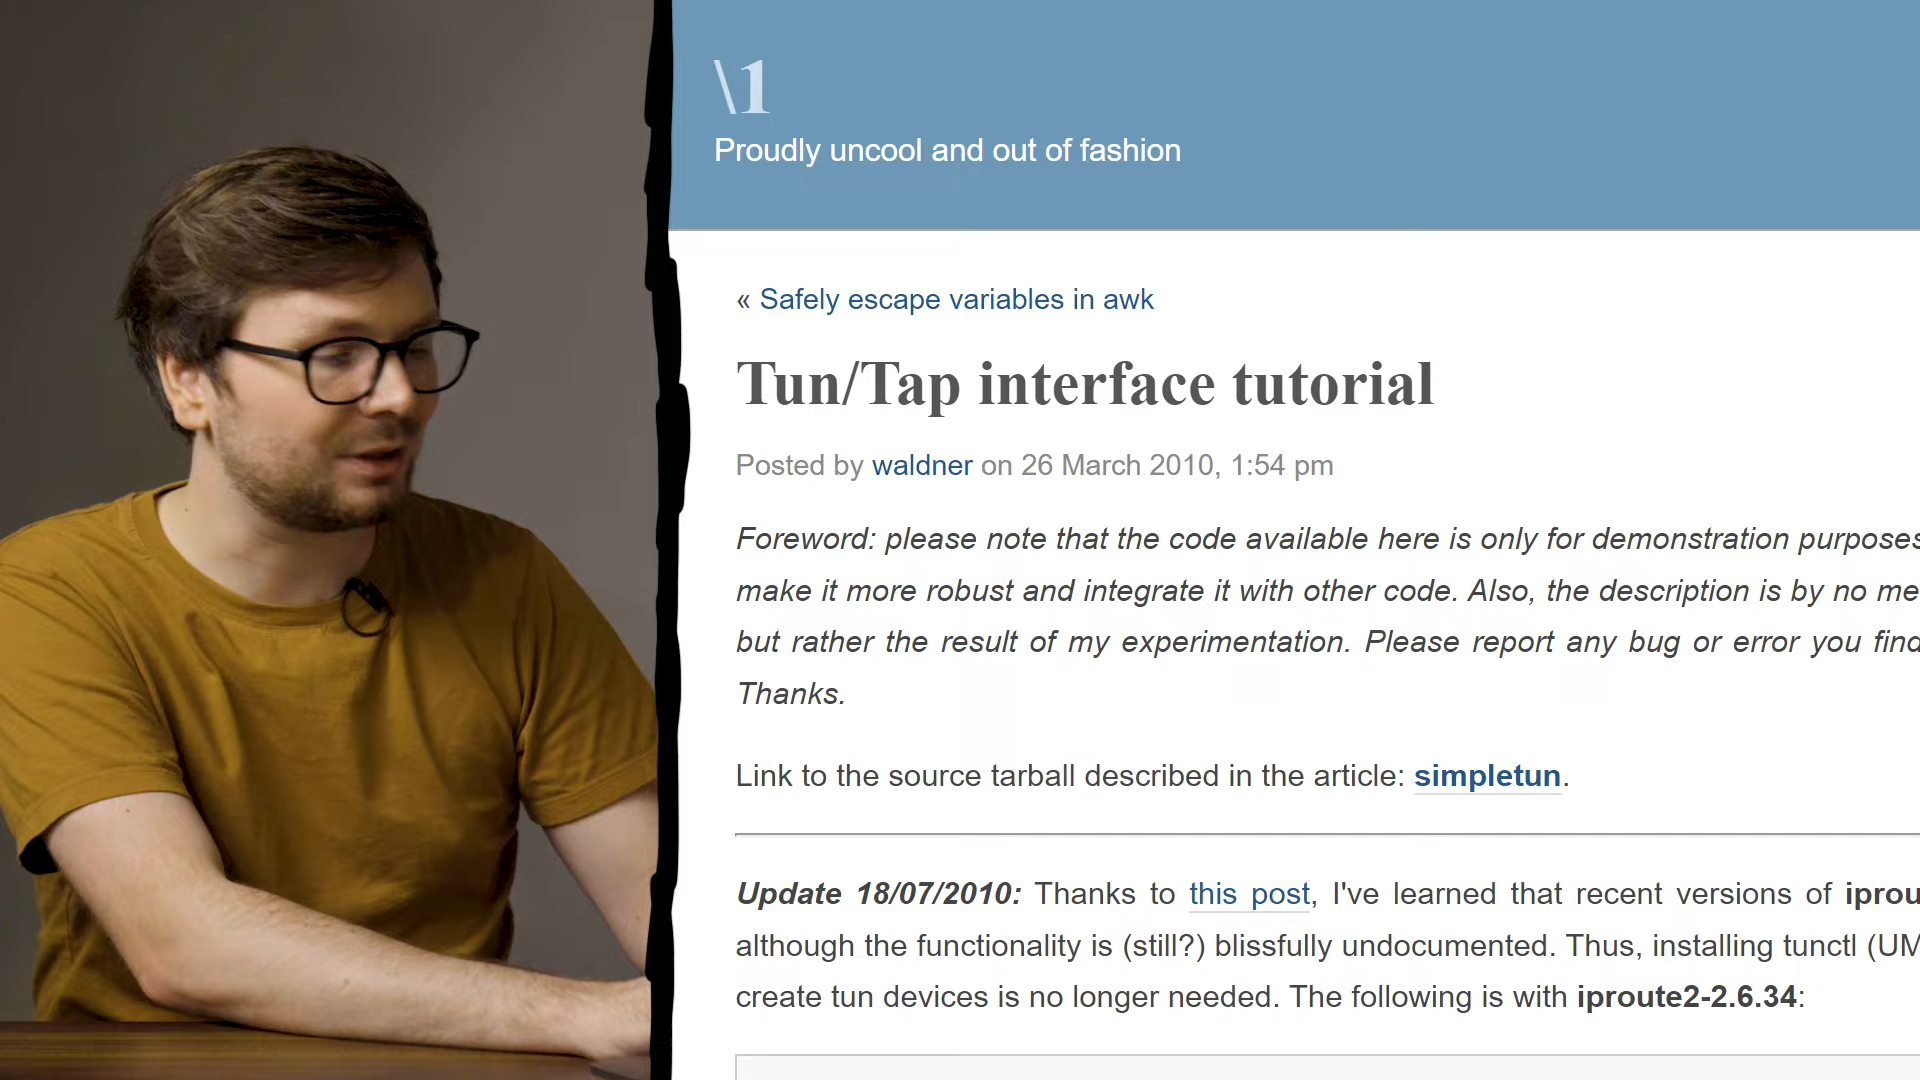 \1
Proudly uncool and out of fashion
« Safely escape variables in awk
Tun/Tap interface tutorial
Posted by waldner on 26 March 2010, 1:54 pm
Foreword: please note that the code available here is only for demonstration purposes
make it more robust and integrate it with other code. Also, the description is by no me
but rather the result of my experimentation. Please report any bug or error you find
Thanks.
Link to the source tarball described in the article: simpletun.
Update 18/07/2010: Thanks to this post, I've learned that recent versions of iprou
although the functionality is (still?) blissfully undocumented. Thus, installing tunctl (UM
create tun devices is no longer needed. The following is with iproute2-2.6.34: